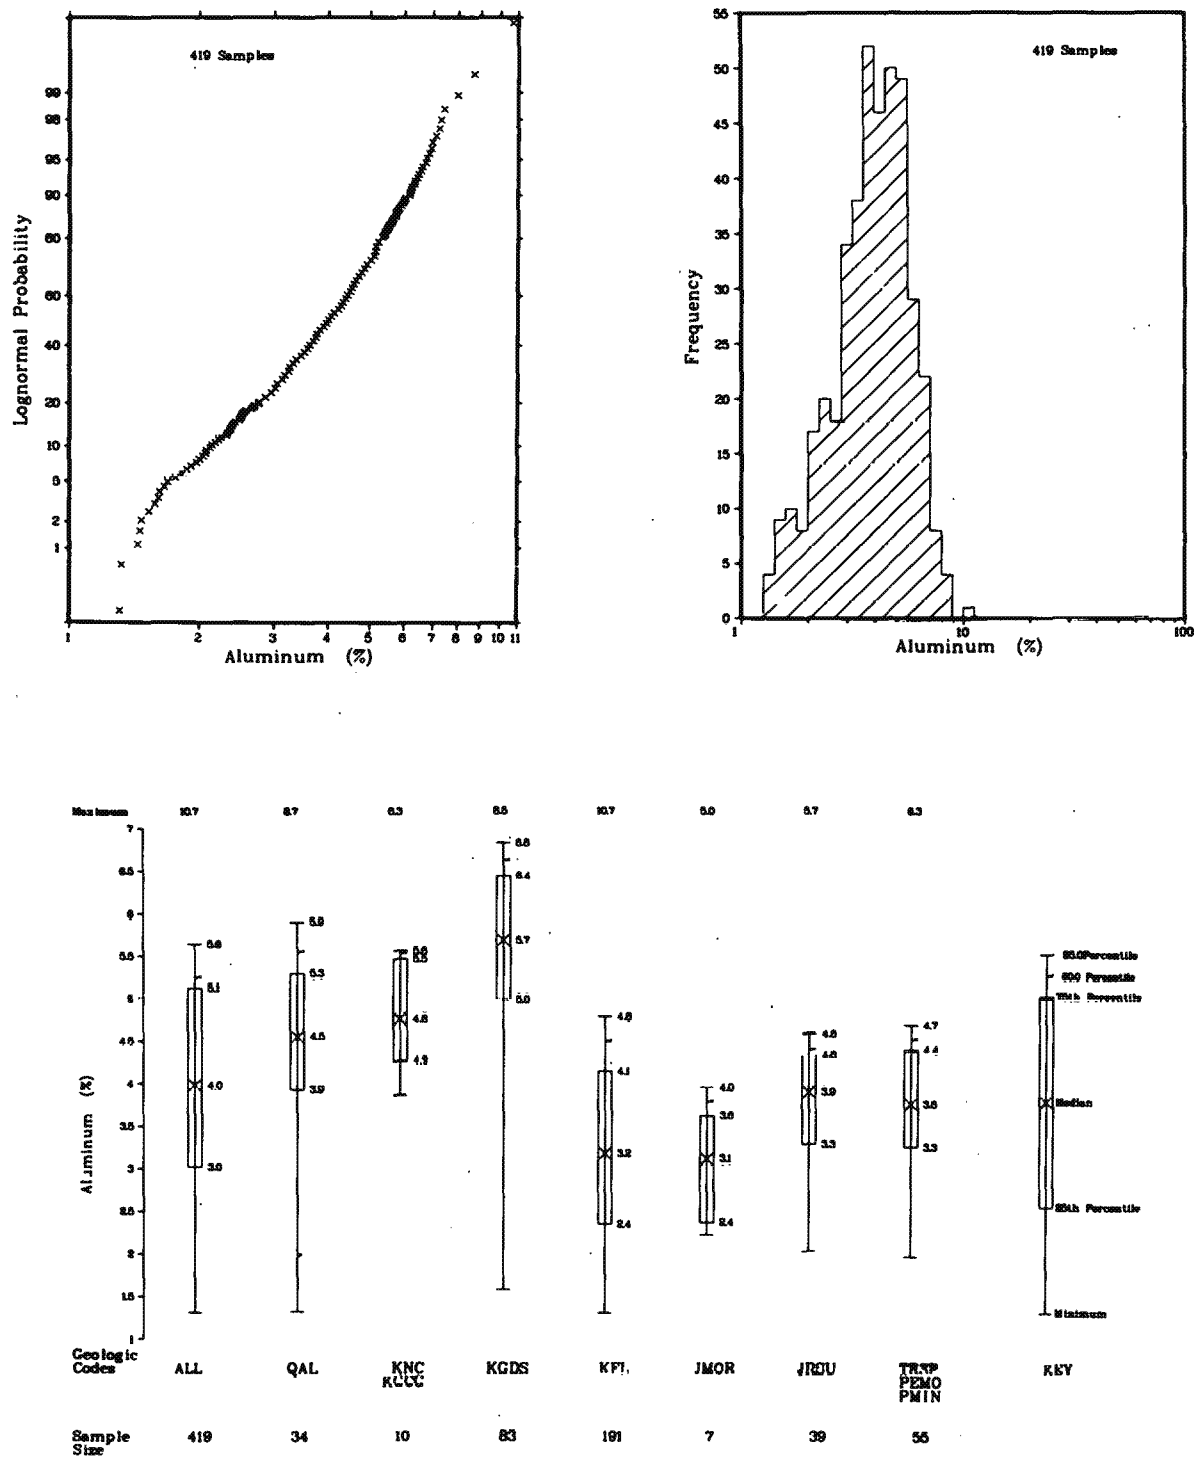 419 Samples
99
98
95
90
80
60
40
20
10
5
2
1
Lognormal Probability
1 2 3 4 5 6 7 8 9 10 11
Aluminum (%)
55
419 Samples
50
45
40
35
30
25
20
15
10
5
0
Frequency
1 10 100
Aluminum (%)
Maximum 10.7 8.7 6.3 10.7 5.0 5.7 6.3
7
6.5
6
5.5
5
4.5
4
3.5
3
2.5
2
1.5
1
Aluminum (%)
5.6
5.1
4.0
3.0
5.9
5.3
4.5
3.9
5.6
5.5
4.8
4.3
6.8
6.4
5.7
5.0
4.8
4.1
3.2
2.4
4.0
3.6
3.1
2.4
4.6
3.9
3.3
4.7
4.4
3.3
Percentile
Percentile
75th Percentile
Median
25th Percentile
Minimum
Geologic
Codes ALL QAL KNC KGDS KFL JMOR
KCCG PEMO
PMIN
KEY
Sample
Size 419 34 10 83 191 7 39 55